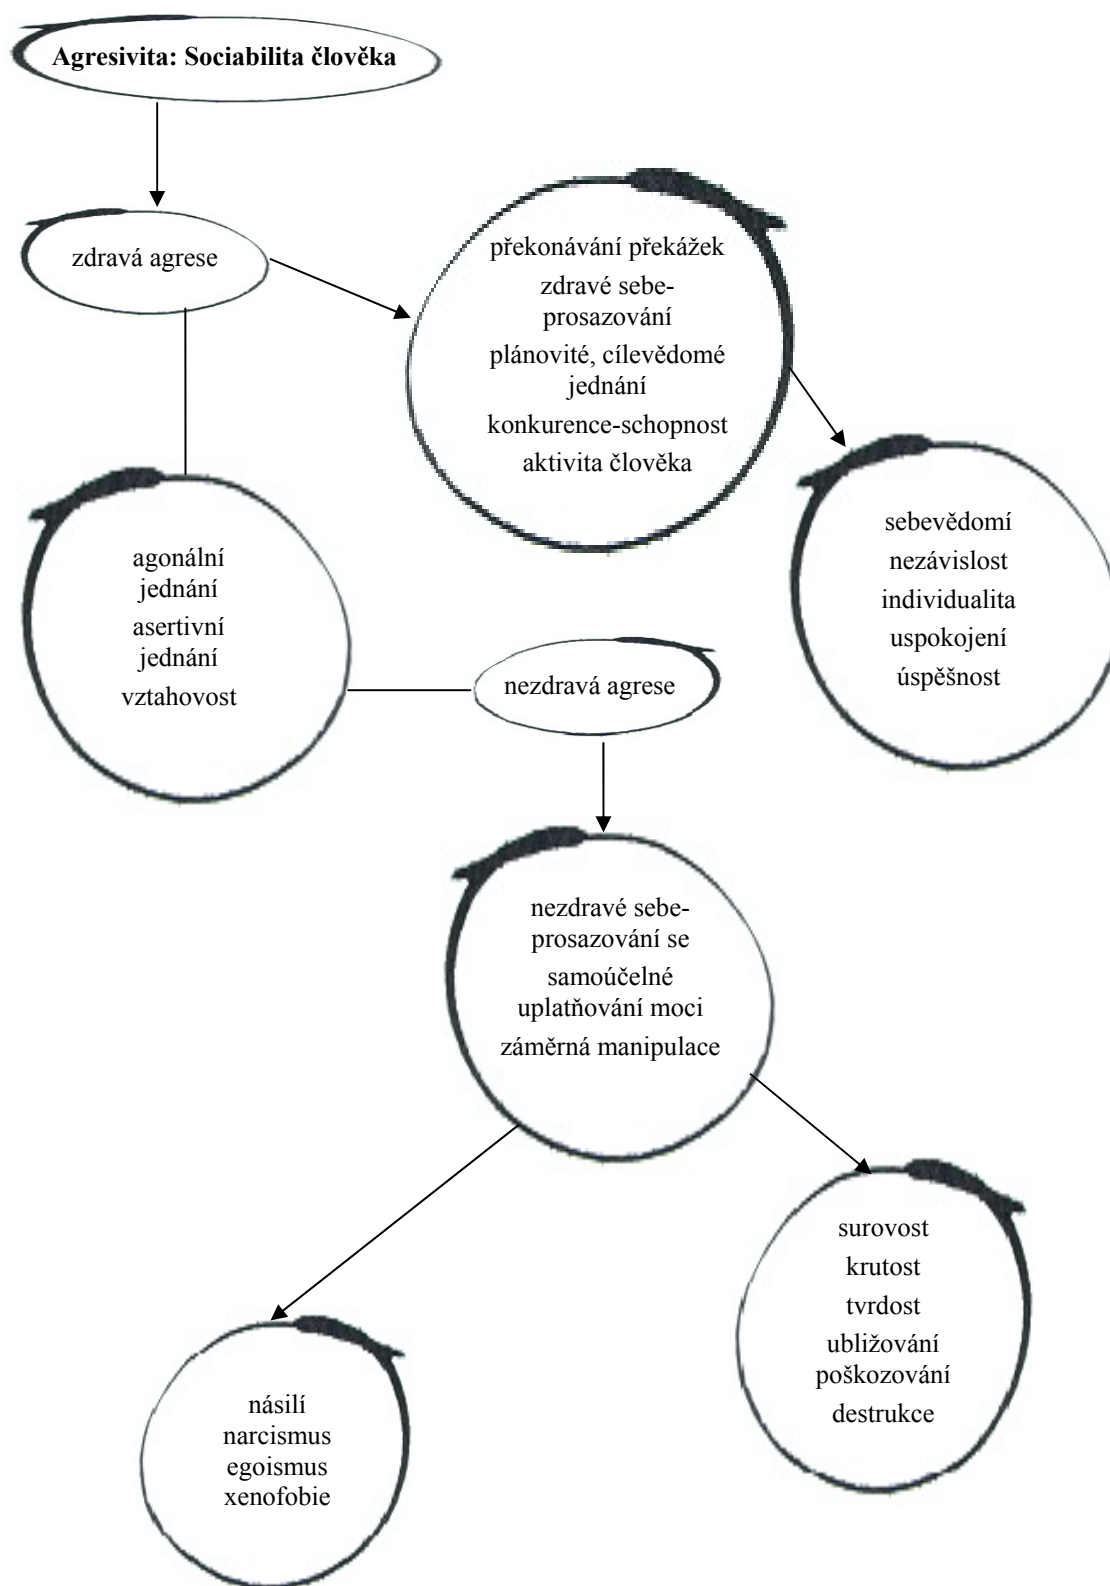 Agresivita: Sociabilita člověka
zdravá agrese
překonávání překážek
zdravé sebe-
prosazování
plánovité, cílevědomé
jednání
konkurence-schopnost
aktivita člověka
sebevědomí
nezávislost
individualita
uspokojení
úspěšnost
agonální
jednání
asertivní
jednání
vztahovost
nezdravá agrese
nezdravé sebe-
prosazování se
samoúčelné
uplatňování moci
záměrná manipulace
surovost
krutost
tvrdost
ubližování
poškozování
destrukce
násilí
narcismus
egoismus
xenofobie